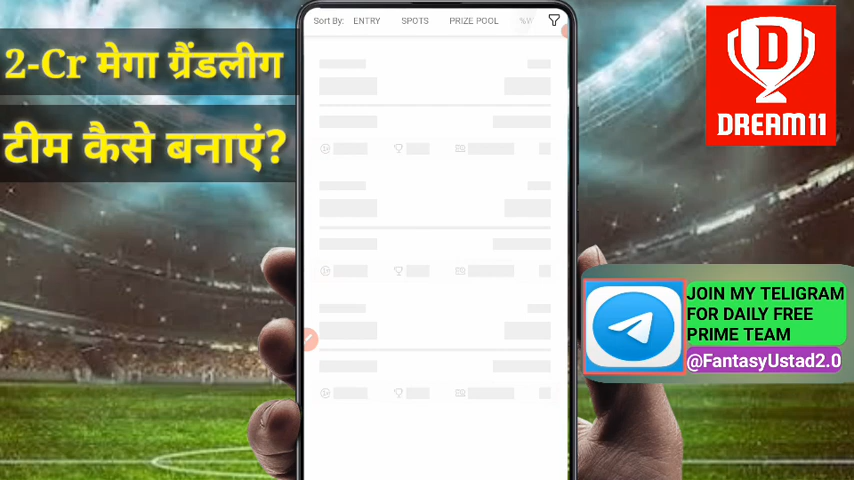 2-Cr मेगा ग्रैंडलीग
टीम कैसे बनाएं?
Sort By: ENTRY SPOTS PRIZE POOL
D
DREAM11
JOIN MY TELIGRAM
FOR DAILY FREE
PRIME TEAM
@FantasyUstad2.0